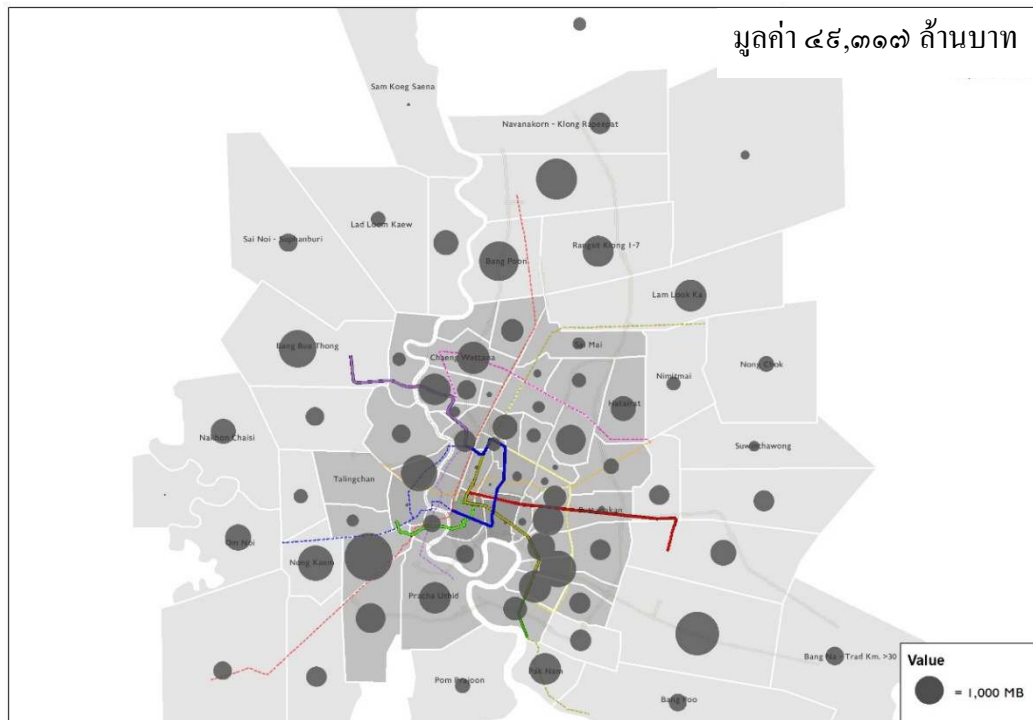 มูลค่า ๔๙,๓๑๗ ล้านบาท
Sam Koeg Saena
Navanakorn - Klong Rapeepat
Lad Loom Kaew
Sai Noi - Suphanburi
Bang Poon
Rangsit Klong 1-7
Lam Look Ka
Bang Bua Thong
Chaeng Wattana
Sai Mai
Nong Chok
Nimitmai
Hatairat
Nakhon Chaisi
Suwinthawong
Talingchan
Om Noi
Nong Kaem
Pracha Uthid
Bang Na - Trad Km. >30
Pak Nam
Pom Prajoon
Bang Poo
Value
= 1,000 MB